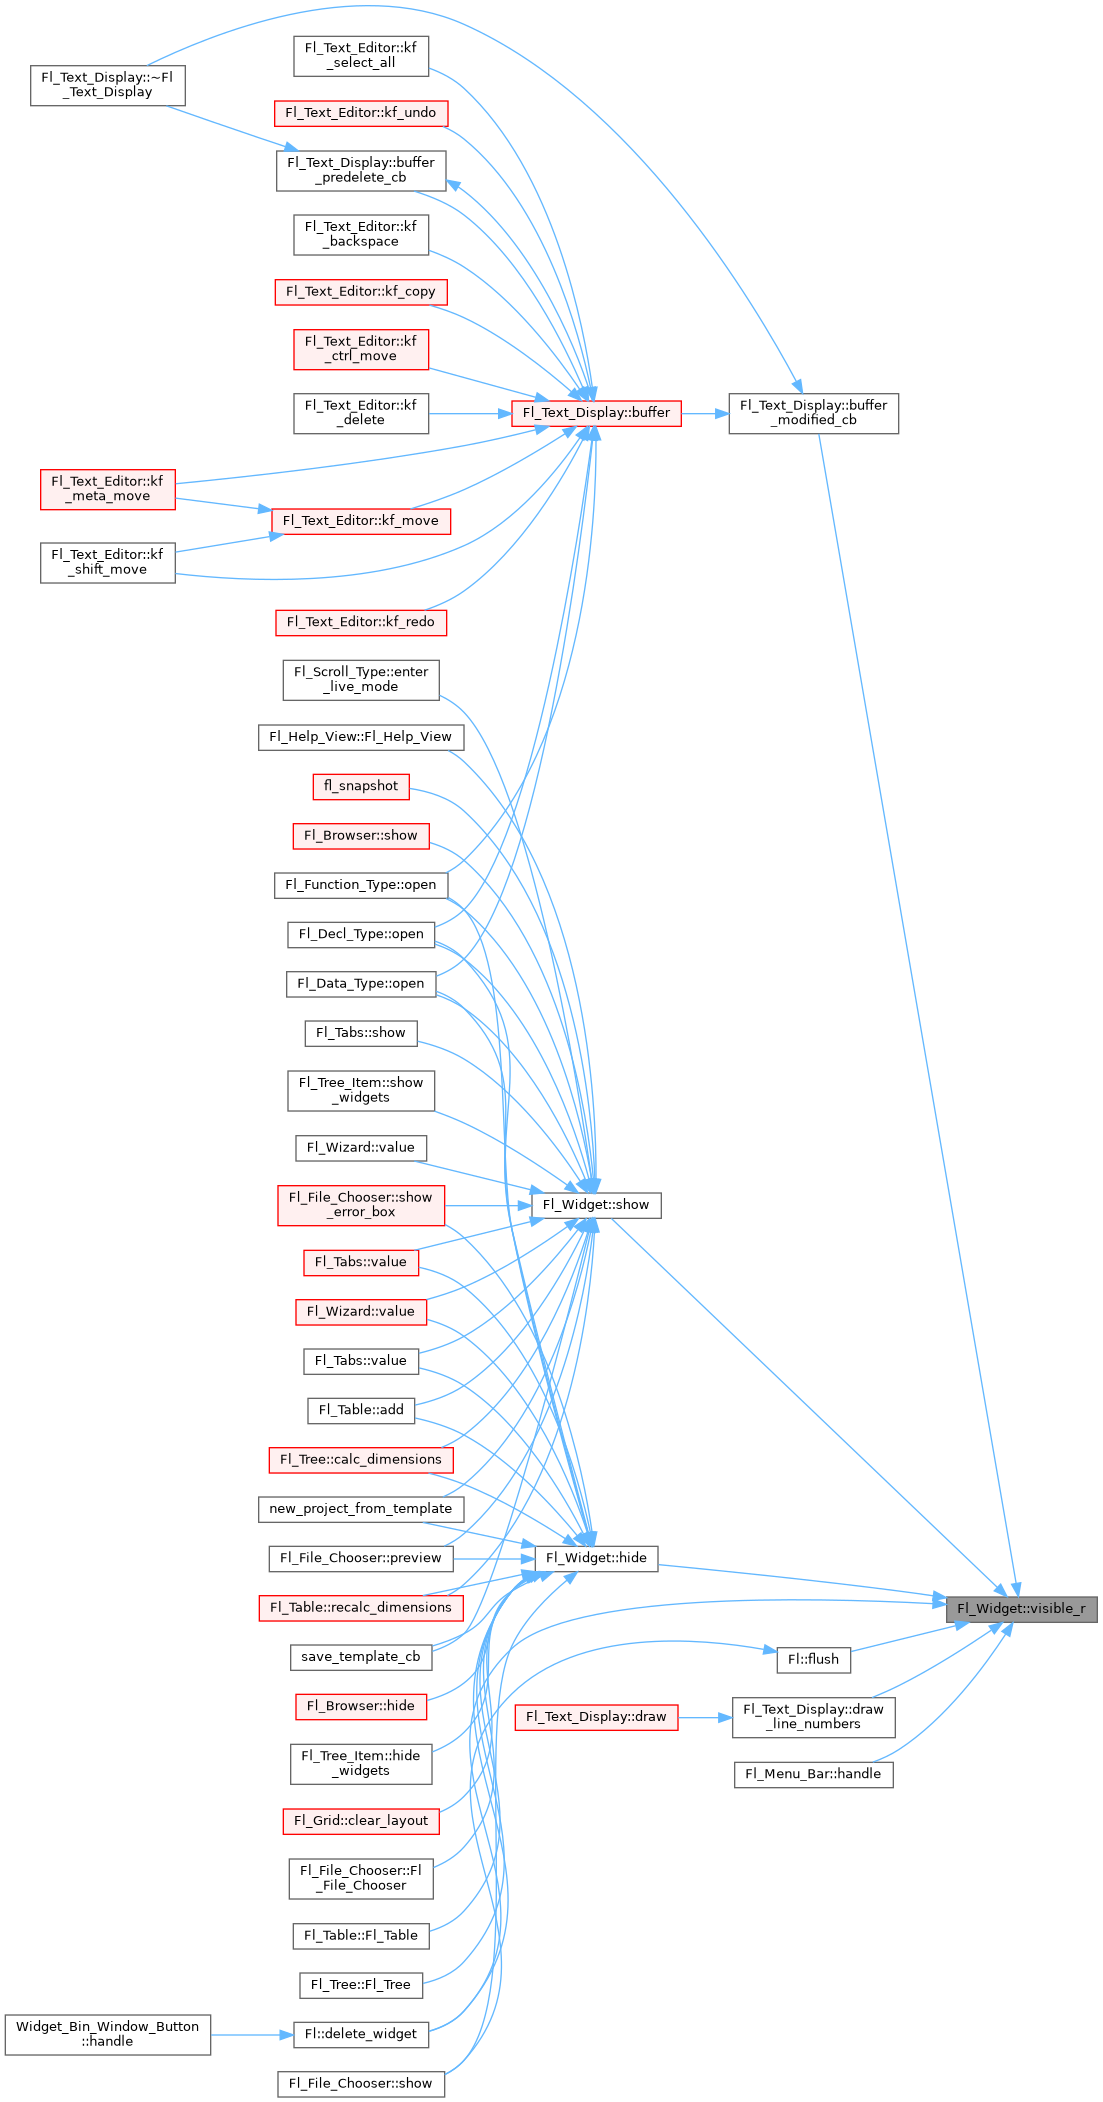 Fl_Text_Editor::kf
_select_all
Fl_Text_Display::~Fl
_Text_Display
Fl_Text_Editor::kf_undo
Fl_Text_Display::buffer
_predelete_cb
Fl_Text_Editor::kf
_backspace
Fl_Text_Editor::kf_copy
Fl_Text_Editor::kf
_ctrl_move
Fl_Text_Editor::kf
_delete
Fl_Text_Display::buffer
Fl_Text_Display::buffer
_modified_cb
Fl_Text_Editor::kf
_meta_move
Fl_Text_Editor::kf_move
Fl_Text_Editor::kf
_shift_move
Fl_Text_Editor::kf_redo
Fl_Scroll_Type::enter
_live_mode
Fl_Help_View::Fl_Help_View
fl_snapshot
Fl_Browser::show
Fl_Function_Type::open
Fl_Decl_Type::open
Fl_Data_Type::open
Fl_Tabs::show
Fl_Tree_Item::show
_widgets
Fl_Wizard::value
Fl_File_Chooser::show
_error_box
Fl_Widget::show
Fl_Tabs::value
Fl_Wizard::value
Fl_Tabs::value
Fl_Table::add
Fl_Tree::calc_dimensions
new_project_from_template
Fl_File_Chooser::preview
Fl_Widget::hide
Fl_Table::recalc_dimensions
Fl_Widget::visible_r
save_template_cb
Fl::flush
Fl_Browser::hide
Fl_Text_Display::draw
Fl_Text_Display::draw
_line_numbers
Fl_Tree_Item::hide
_widgets
Fl_Menu_Bar::handle
Fl_Grid::clear_layout
Fl_File_Chooser::Fl
_File_Chooser
Fl_Table::Fl_Table
Fl_Tree::Fl_Tree
Widget_Bin_Window_Button
::handle
Fl::delete_widget
Fl_File_Chooser::show